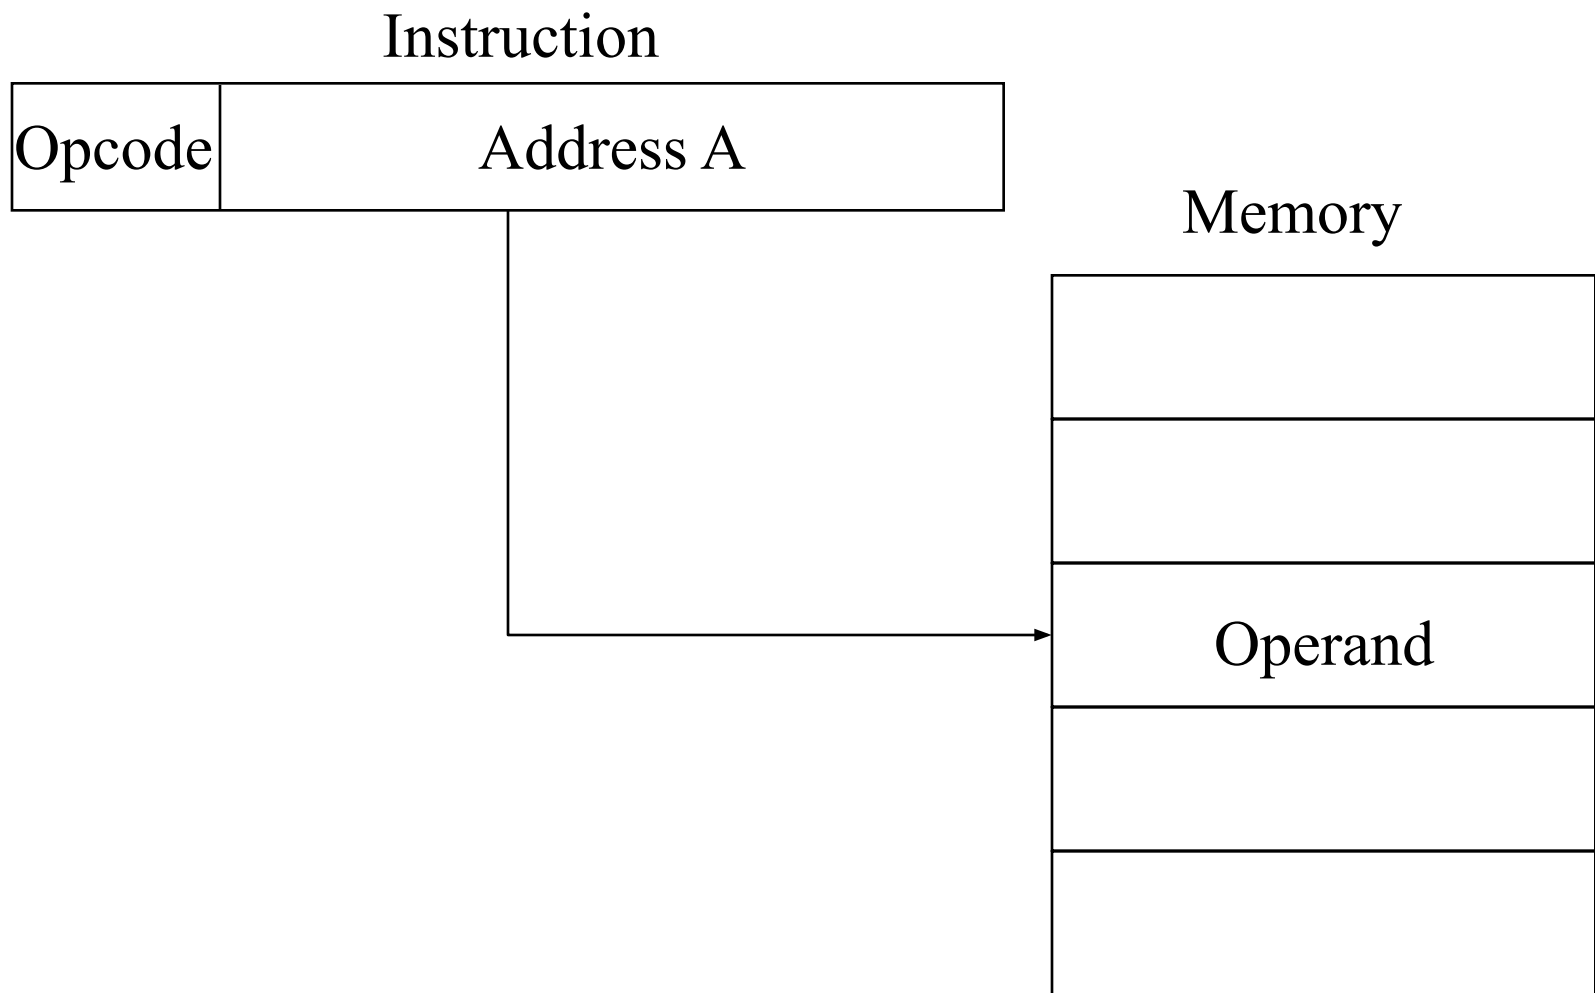 Instruction
Opcode
Address A
Memory
Operand